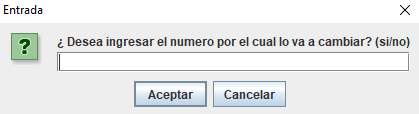 Entrada
¿ Desea ingresar el numero por el cual lo va a cambiar? (si/no)
Aceptar
Cancelar